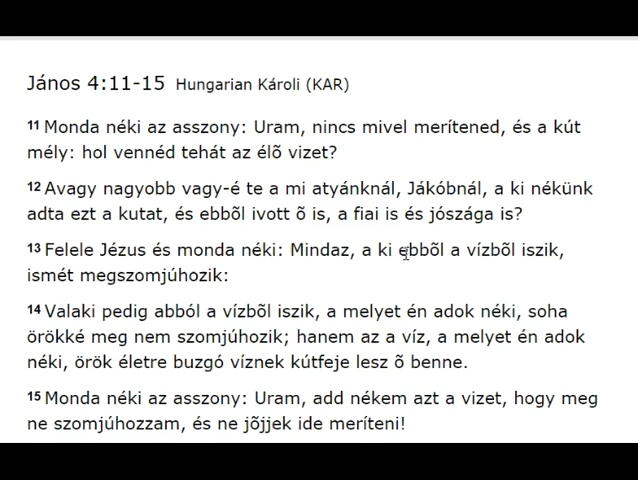 János 4:11-15 Hungarian Károli (KAR)
11 Monda néki az asszony: Uram, nincs mivel merítened, és a kút
mély: hol vennéd tehát az élõ vizet?
12 Avagy nagyobb vagy-é te a mi atyánknál, Jákóbnál, a ki nékünk
adta ezt a kutat, és ebbõl ivott õ is, a fiai is és jószága is?
13 Felele Jézus és monda néki: Mindaz, a ki ebbõl a vízbõl iszik,
ismét megszomjúhozik:
14 Valaki pedig abból a vízbõl iszik, a melyet én adok néki, soha
örökké meg nem szomjúhozik; hanem az a víz, a melyet én adok
néki, örök életre buzgó víznek kútfeje lesz õ benne.
15 Monda néki az asszony: Uram, add nékem azt a vizet, hogy meg
ne szomjúhozzam, és ne jõjjek ide meríteni!